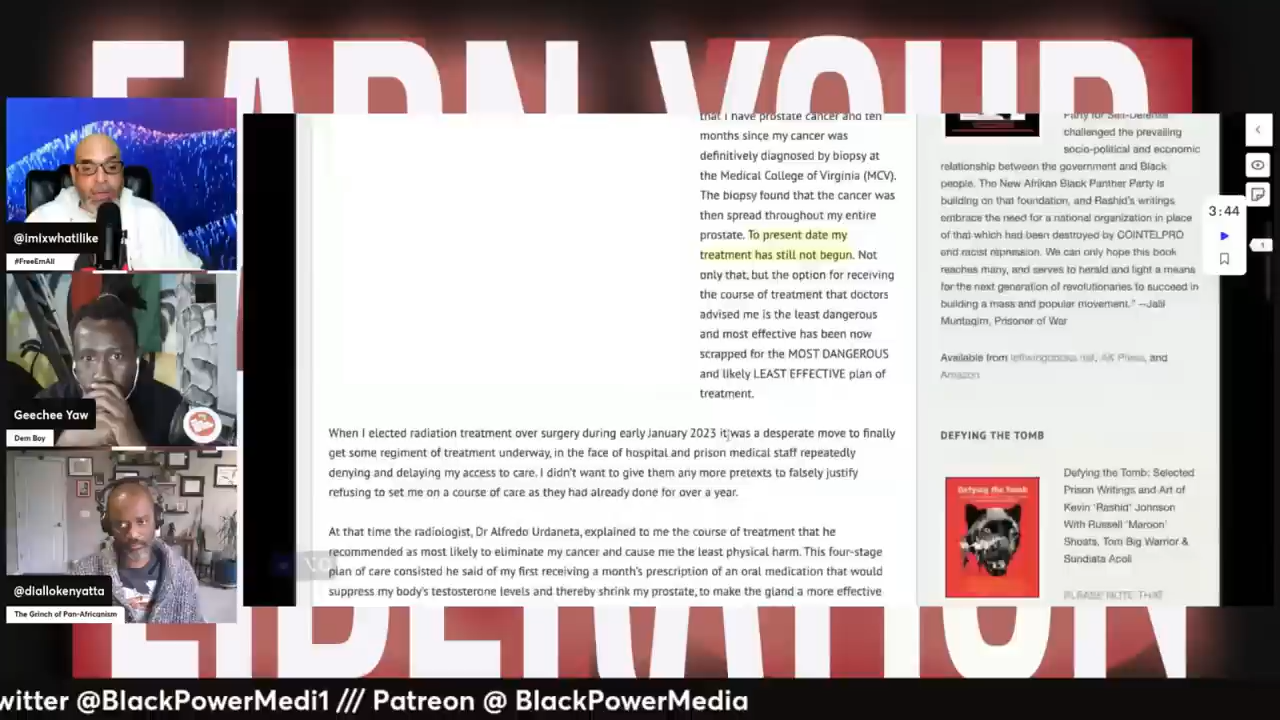 EARN YOUR
@imixwhatilike
#FreeEmAll
Geechee Yaw
Dem Boy
@diallokenyatta
The Grinch of Pan-Africanism
that I have prostate cancer and ten
months since my cancer was
definitively diagnosed by biopsy at
the Medical College of Virginia (MCV).
The biopsy found that the cancer was
then spread throughout my entire
prostate. To present date my
treatment has still not begun. Not
only that, but the option for receiving
the course of treatment that doctors
advised me is the least dangerous
and most effective has been now
scrapped for the MOST DANGEROUS
and likely LEAST EFFECTIVE plan of
treatment.
When I elected radiation treatment over surgery during early January 2023 it was a desperate move to finally
get some regiment of treatment underway, in the face of hospital and prison medical staff repeatedly
denying and delaying my access to care. I didn't want to give them any more pretexts to falsely justify
refusing to set me on a course of care as they had already done for over a year.
At that time the radiologist, Dr Alfredo Urdaneta, explained to me the course of treatment that he
recommended as most likely to eliminate my cancer and cause me the least physical harm. This four-stage
plan of care consisted he said of my first receiving a month's prescription of an oral medication that would
suppress my body's testosterone levels and thereby shrink my prostate, to make the gland a more effective
Party for Self-Defense
challenged the prevailing
socio-political and economic
relationship between the government and Black
people. The New Afrikan Black Panther Party is
building on that foundation, and Rashid's writings
embrace the need for a national organization in place
of that which had been destroyed by COINTELPRO
and racist repression. We can only hope this book
reaches many, and serves to herald and light a means
for the next generation of revolutionaries to succeed in
building a mass and popular movement." —Jalil
Muntaqim, Prisoner of War
Available from leftwingbooks.net, AK Press, and
Amazon
DEFYING THE TOMB
Defying the Tomb
Defying the Tomb: Selected
Prison Writings and Art of
Kevin 'Rashid' Johnson
With Russell 'Maroon'
Shoats, Tom Big Warrior &
Sundiata Acoli
PLEASE NOTE THAT
3:44
1
LIBERATION
witter @BlackPowerMedi1 /// Patreon @ BlackPowerMedia